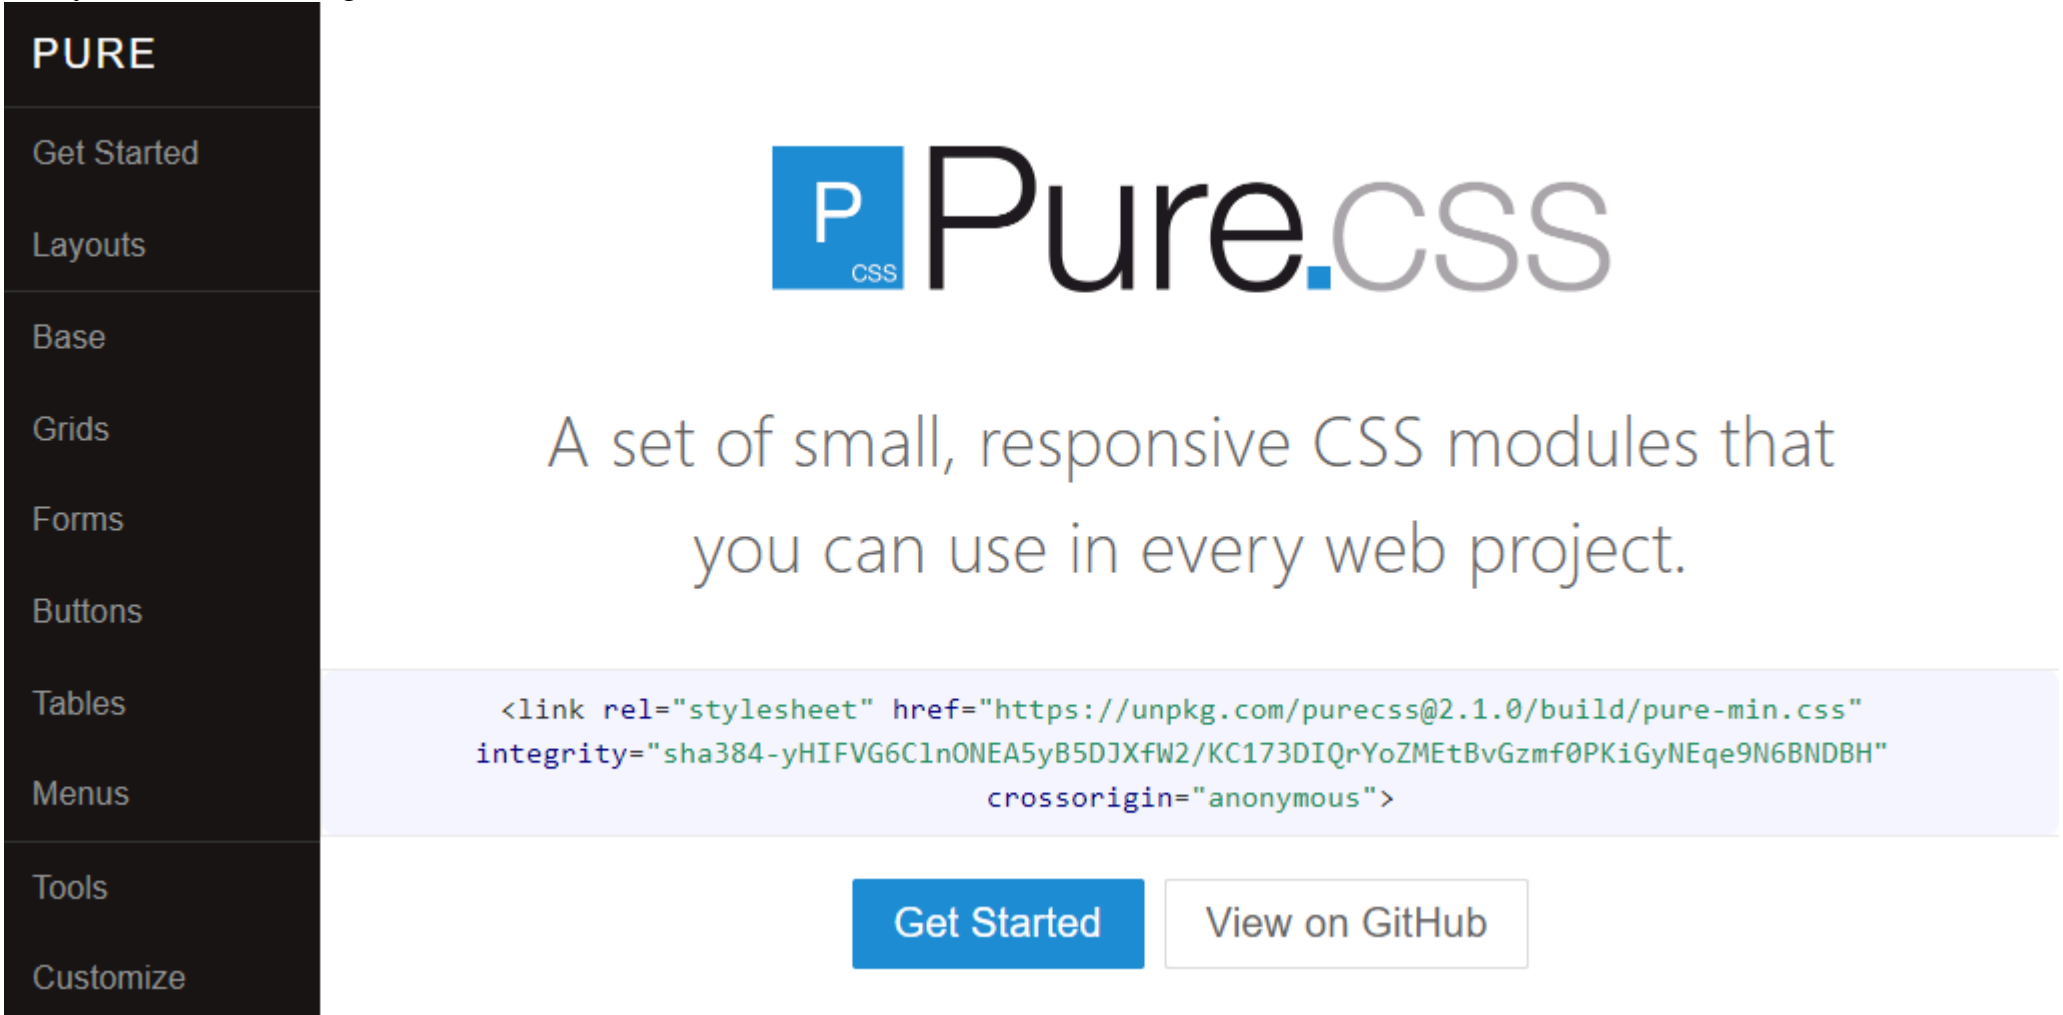 PURE
Get Started
Layouts
Base
Grids
Forms
Buttons
Tables
Menus
Tools
Customize
P
CSS
Pure.css
A set of small, responsive CSS modules that
you can use in every web project.
<link rel="stylesheet" href="https://unpkg.com/purecss@2.1.0/build/pure-min.css"
integrity="sha384-yHIFVG6ClnONEA5yB5DJXfW2/KC173DIQrYoZMEtBvGzmf0PKiGyNEqe9N6BNDBH"
crossorigin="anonymous">
Get Started
View on GitHub